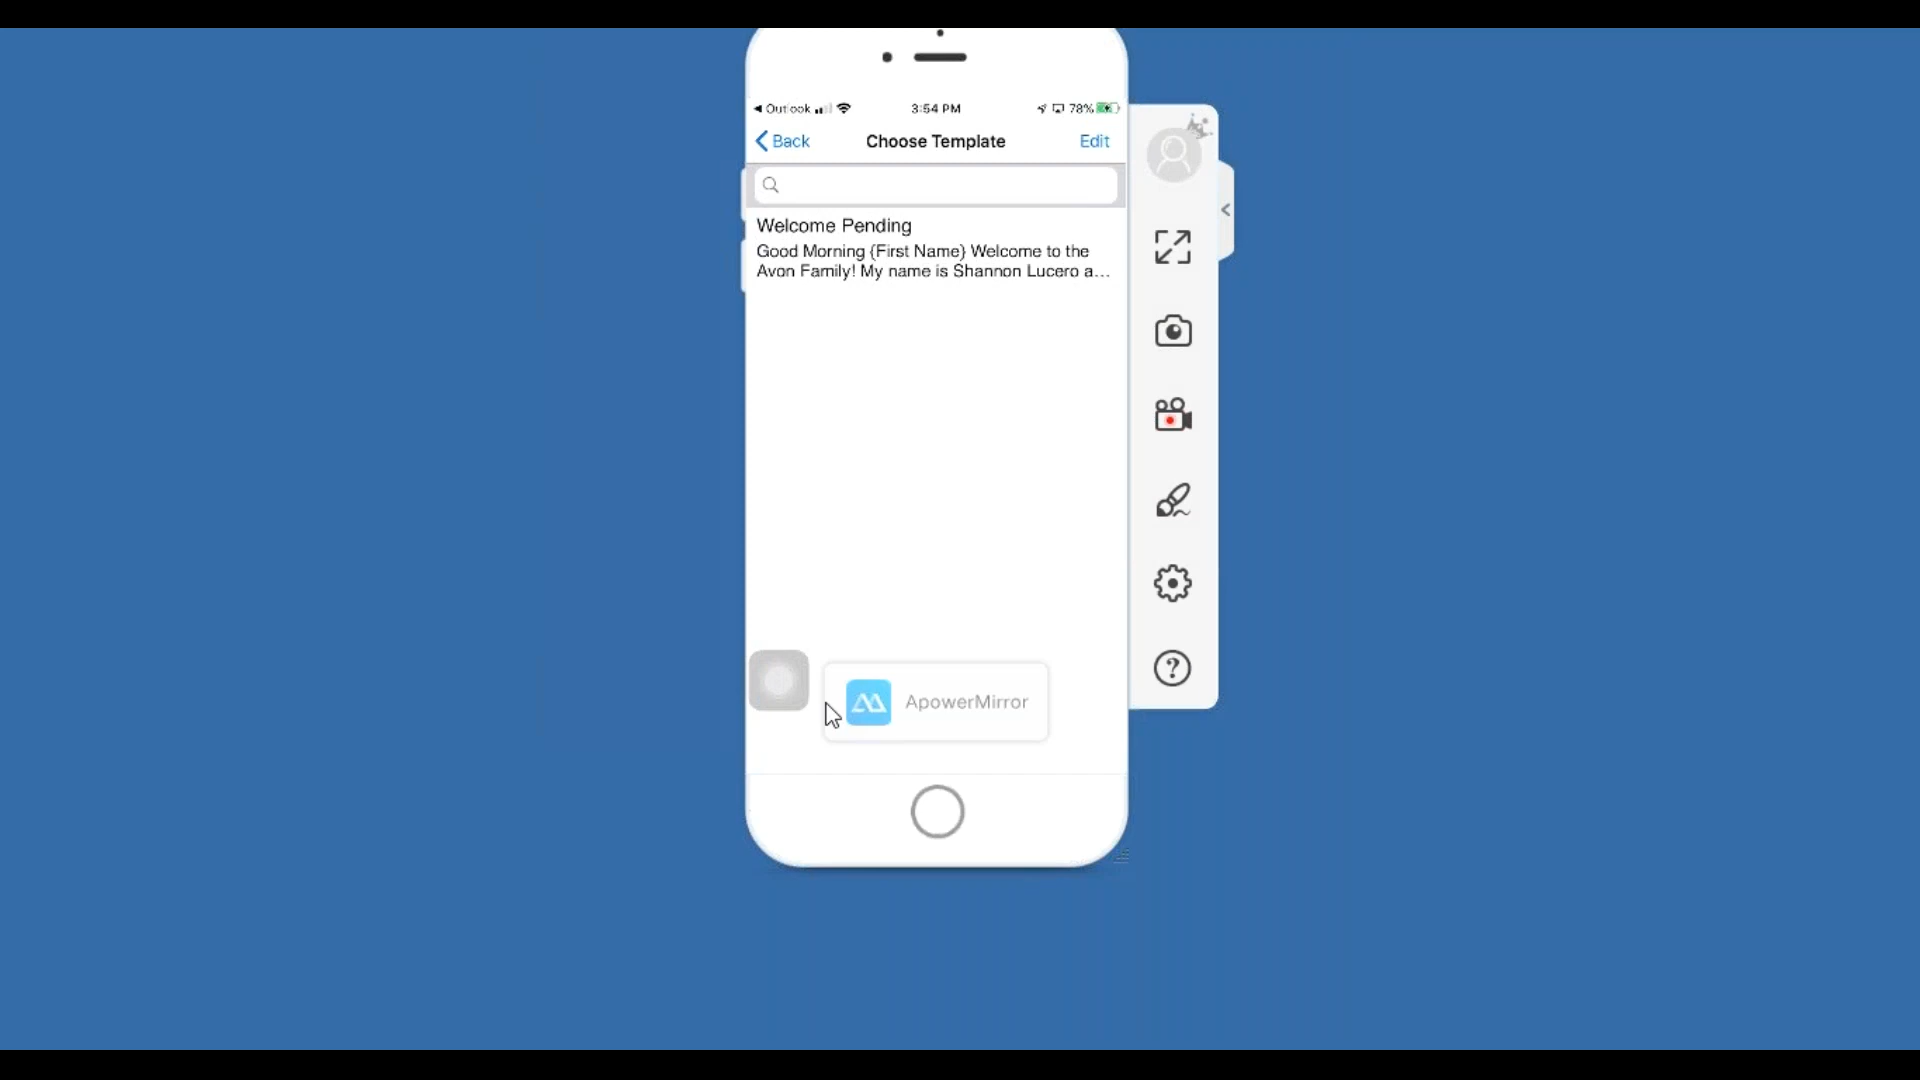 Outlook 3:54 PM 78%
Back Choose Template Edit
Welcome Pending
Good Morning {First Name} Welcome to the
Avon Family! My name is Shannon Lucero a...
ApowerMirror